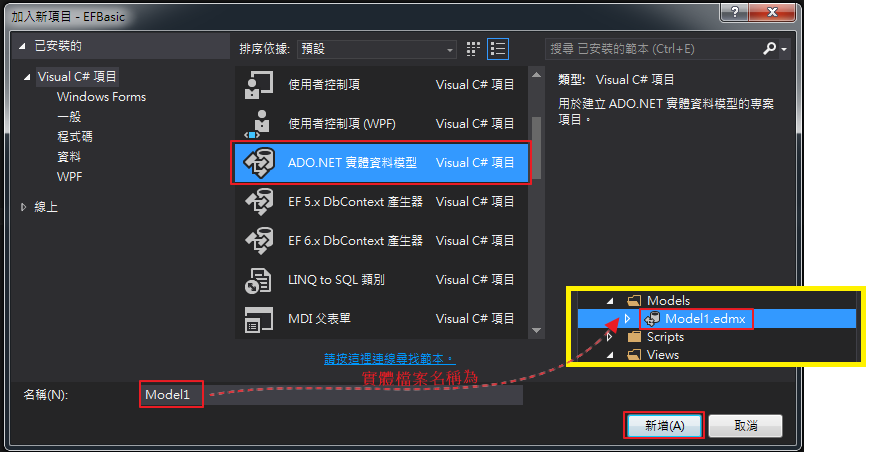 加入新項目 - EFBasic
已安裝的
Visual C# 項目
Windows Forms
一般
程式碼
資料
WPF
線上
排序依據: 預設
使用者控制項 Visual C# 項目
使用者控制項 (WPF) Visual C# 項目
ADO.NET 實體資料模型 Visual C# 項目
EF 5.x DbContext 產生器 Visual C# 項目
EF 6.x DbContext 產生器 Visual C# 項目
LINQ to SQL 類別 Visual C# 項目
MDI 父表單 Visual C# 項目
請按這裡連線尋找範本。
搜尋 已安裝的範本 (Ctrl+E)
類型: Visual C# 項目
用於建立 ADO.NET 實體資料模型的專案
項目。
Models
Model1.edmx
Scripts
Views
實體檔案名稱為
名稱(N): Model1
新增(A) 取消